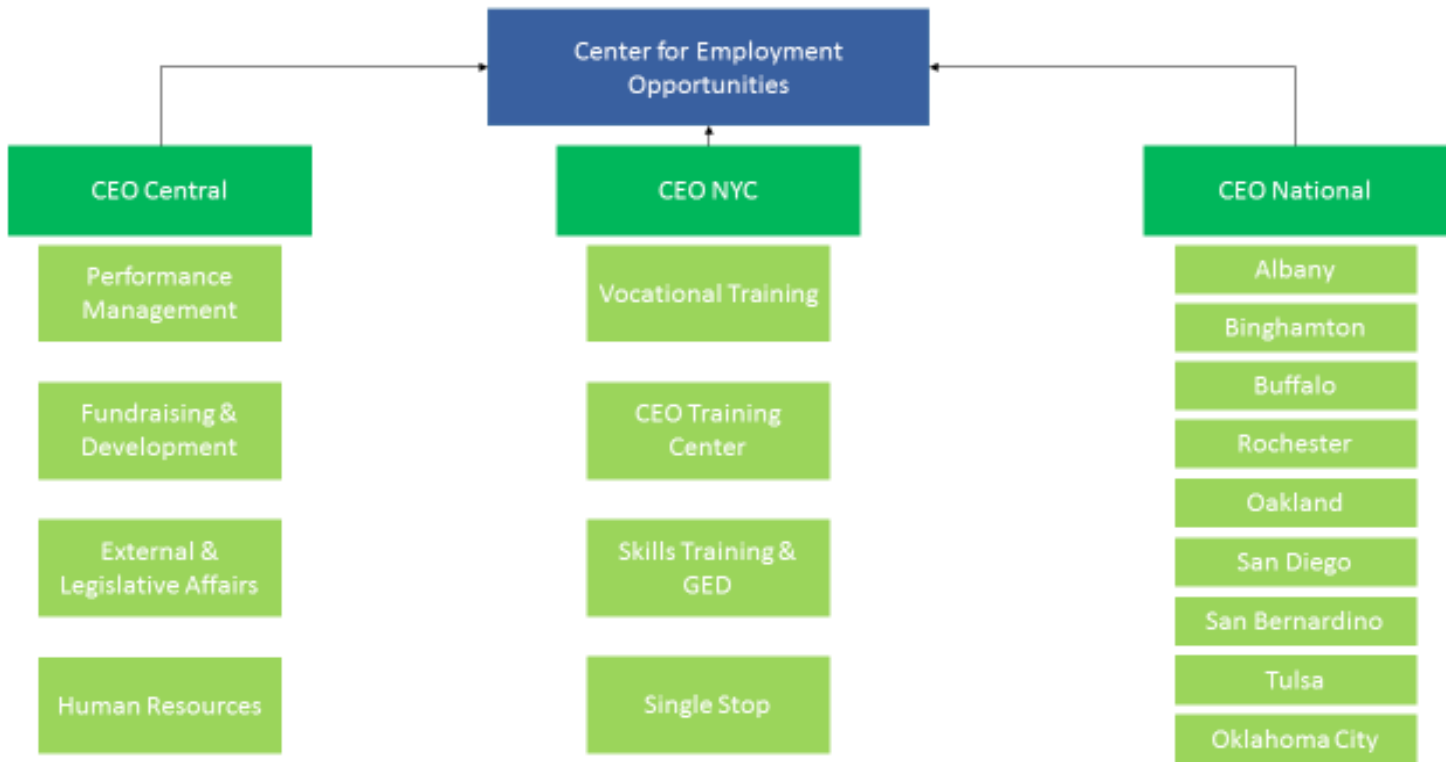 Center for Employment
Opportunities
CEO Central
CEO NYC
CEO National
Performance
Management
Fundraising &
Development
External &
Legislative Affairs
Human Resources
Vocational Training
CEO Training
Center
Skills Training &
GED
Single Stop
Albany
Binghamton
Buffalo
Rochester
Oakland
San Diego
San Bernardino
Tulsa
Oklahoma City